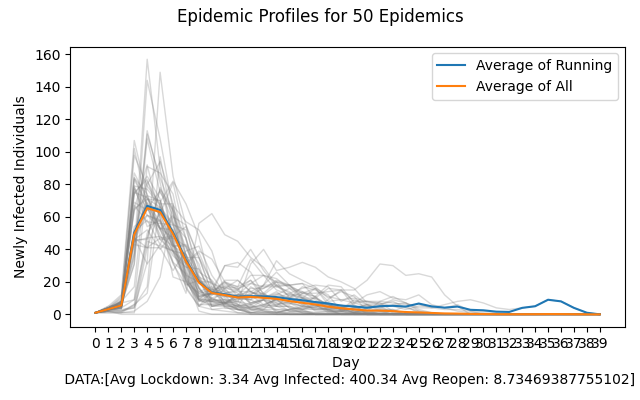 Epidemic Profiles for 50 Epidemics
160
140
120
100
80
60
40
20
0
Newly Infected Individuals
Average of Running
Average of All
0 1 2 3 4 5 6 7 8 9 10 11 12 13 14 15 16 17 18 19 20 21 22 23 24 25 26 27 28 29 30 31 32 33 34 35 36 37 38 39
Day
DATA:[Avg Lockdown: 3.34 Avg Infected: 400.34 Avg Reopen: 8.73469387755102]